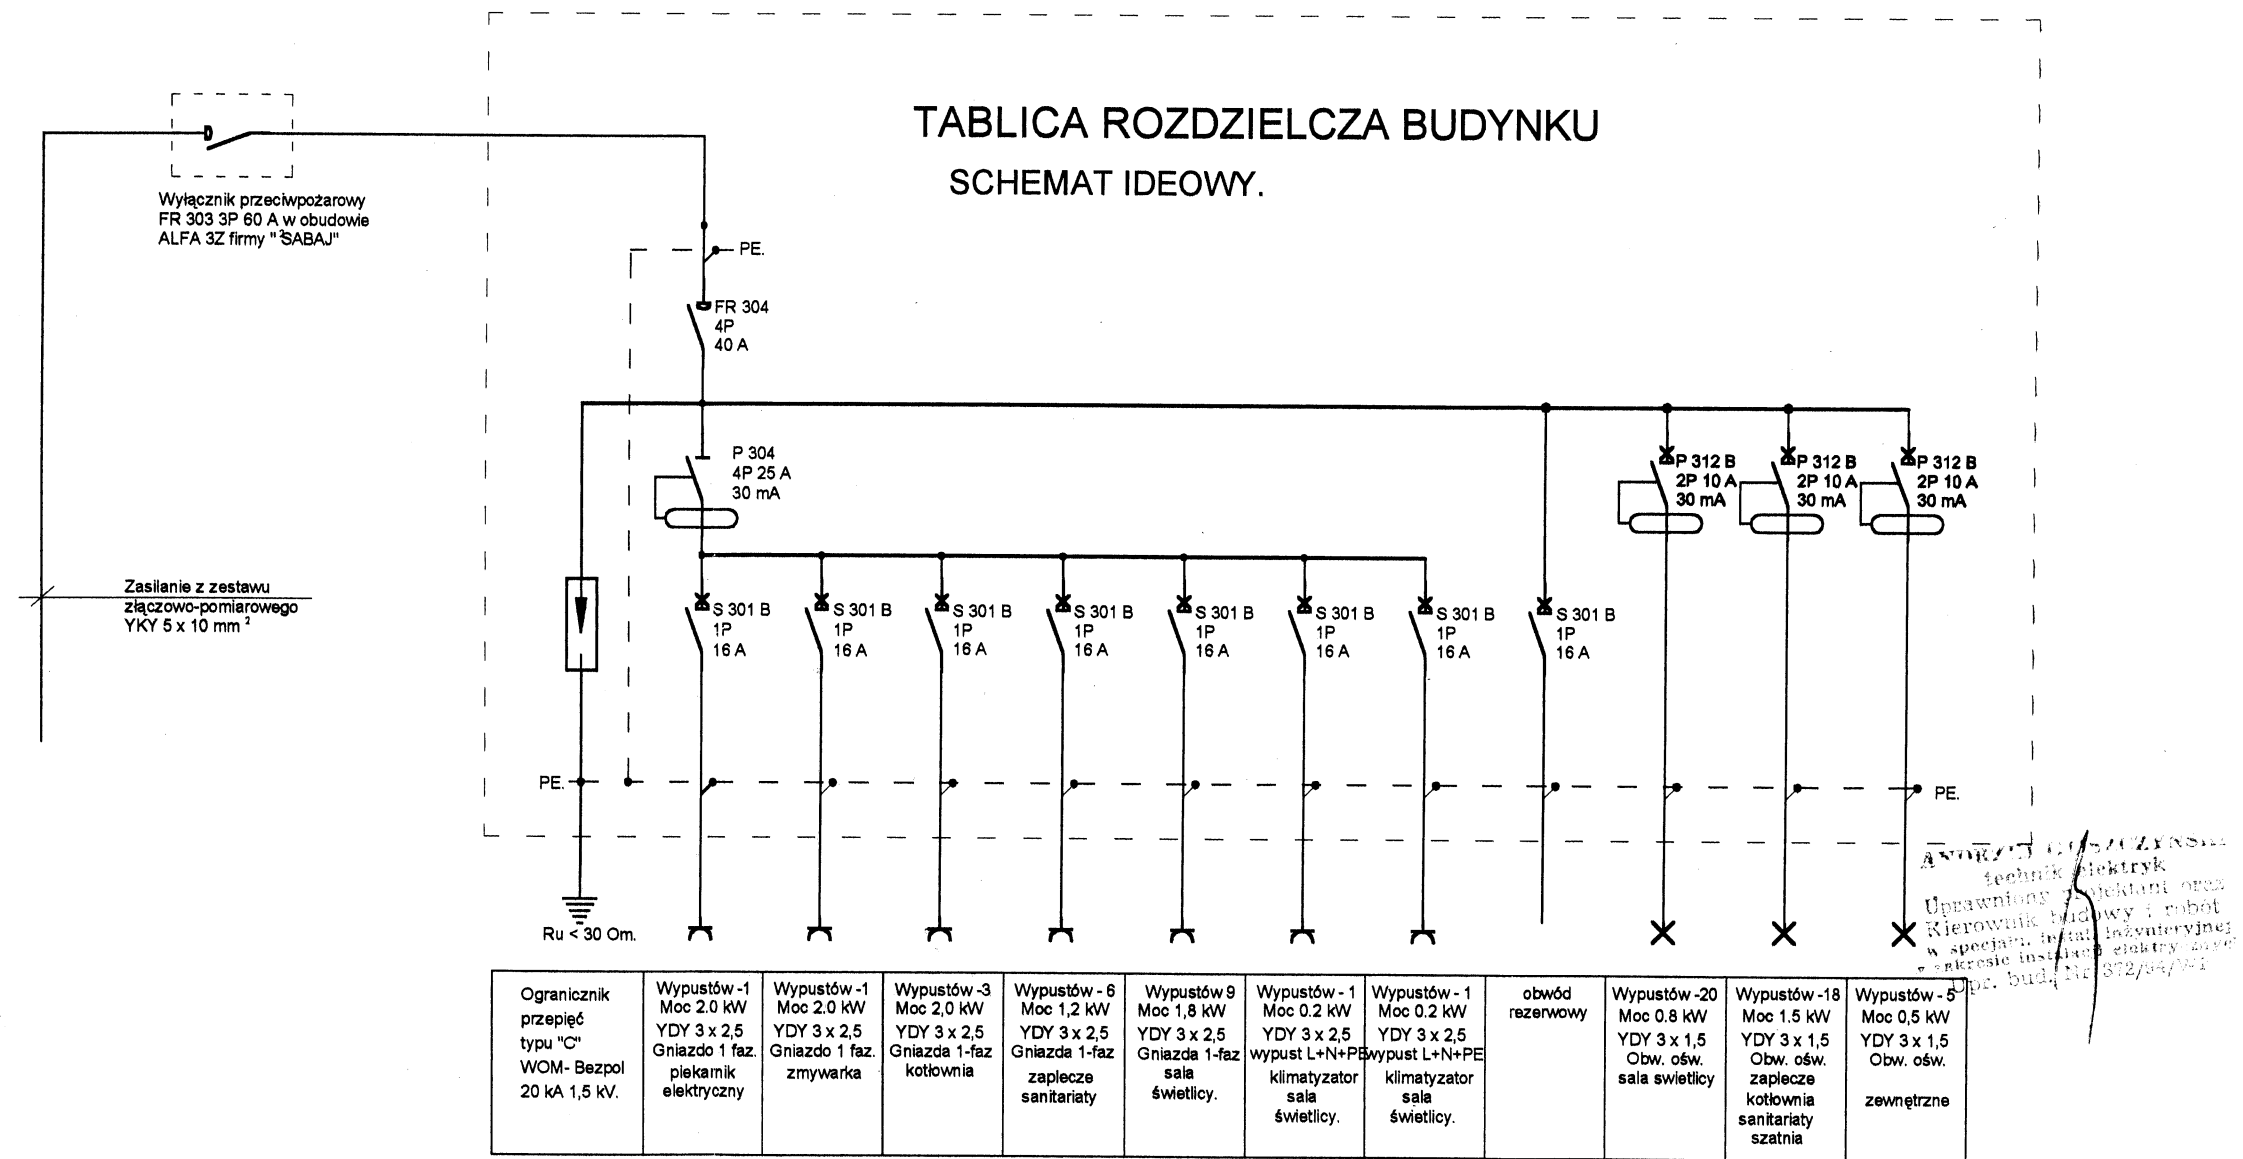 TABLICA ROZDZIELCZA BUDYNKU
SCHEMAT IDEOWY.
Wyłącznik przeciwpożarowy
FR 303 3P 60 A w obudowie
ALFA 3Z firmy " SABAJ"
PE.
FR 304
4P
40 A
P 304
4P 25 A
30 mA
P 312 B
2P 10 A
30 mA
P 312 B
2P 10 A
30 mA
P 312 B
2P 10 A
30 mA
Zasilanie z zestawu
złączowo-pomiarowego
YKY 5 x 10 mm ²
S 301 B
1P
16 A
S 301 B
1P
16 A
S 301 B
1P
16 A
S 301 B
1P
16 A
S 301 B
1P
16 A
S 301 B
1P
16 A
S 301 B
1P
16 A
S 301 B
1P
16 A
PE.
PE.
Ru < 30 Om.
technik elektryk
Uprawniony projektant oraz
Kierownik budowy i robót
Upr. bud.
Ogranicznik
przepięć
typu "C"
WOM- Bezpol
20 kA 1,5 kV.
Wypustów -1
Moc 2.0 kW
YDY 3 x 2,5
Gniazdo 1 faz.
piekarnik
elektryczny
Wypustów -1
Moc 2.0 kW
YDY 3 x 2,5
Gniazdo 1 faz.
zmywarka
Wypustów -3
Moc 2,0 kW
YDY 3 x 2,5
Gniazda 1-faz
kotłownia
Wypustów - 6
Moc 1,2 kW
YDY 3 x 2,5
Gniazda 1-faz
zaplecze
sanitariaty
Wypustów 9
Moc 1,8 kW
YDY 3 x 2,5
Gniazda 1-faz
sala
świetlicy.
Wypustów - 1
Moc 0.2 kW
YDY 3 x 2,5
wypust L+N+PE
klimatyzator
sala
świetlicy.
Wypustów - 1
Moc 0.2 kW
YDY 3 x 2,5
wypust L+N+PE
klimatyzator
sala
świetlicy.
obwód
rezerwowy
Wypustów -20
Moc 0.8 kW
YDY 3 x 1,5
Obw. ośw.
sala swietlicy
Wypustów -18
Moc 1.5 kW
YDY 3 x 1,5
Obw. ośw.
zaplecze
kotłownia
sanitariaty
szatnia
Wypustów - 5
Moc 0,5 kW
YDY 3 x 1,5
Obw. ośw.
zewnętrzne